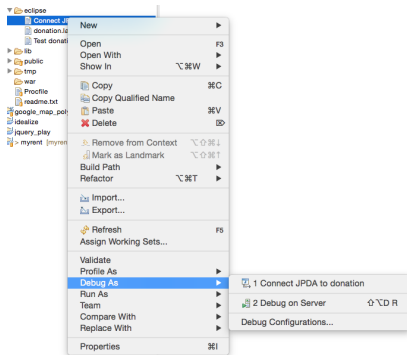 eclipse
Connect J
donation.la
Test donati
lib
public
tmp
war
Procfile
readme.txt
google_map_poly
idealize
jquery_play
> myrent [myren
New
Open F3
Open With
Show In ⌥⌘W
Copy ⌘C
Copy Qualified Name
Paste ⌘V
Delete ⌦
Remove from Context ⌥⇧⌘↓
Mark as Landmark ⌥⇧⌘↑
Build Path
Refactor ⌥⌘T
Import...
Export...
Refresh F5
Assign Working Sets...
Validate
Profile As
Debug As
Run As
Team
Compare With
Replace With
Properties ⌘I
1 Connect JPDA to donation
2 Debug on Server ⇧⌥D R
Debug Configurations...